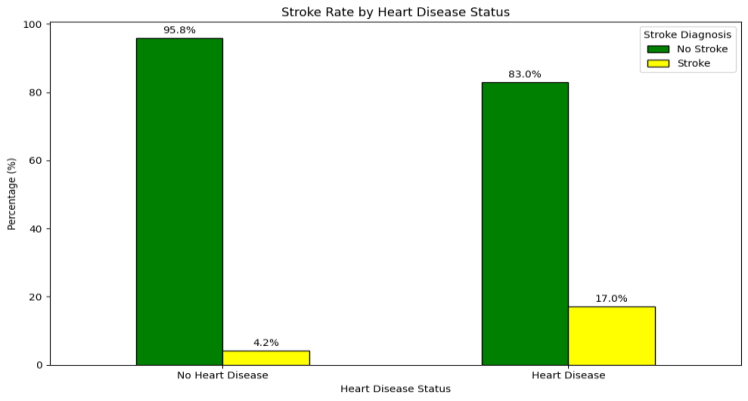 Stroke Rate by Heart Disease Status
Stroke Diagnosis
No Stroke
Stroke
95.8%
4.2%
83.0%
17.0%
Percentage (%)
100
80
60
40
20
0
No Heart Disease
Heart Disease
Heart Disease Status